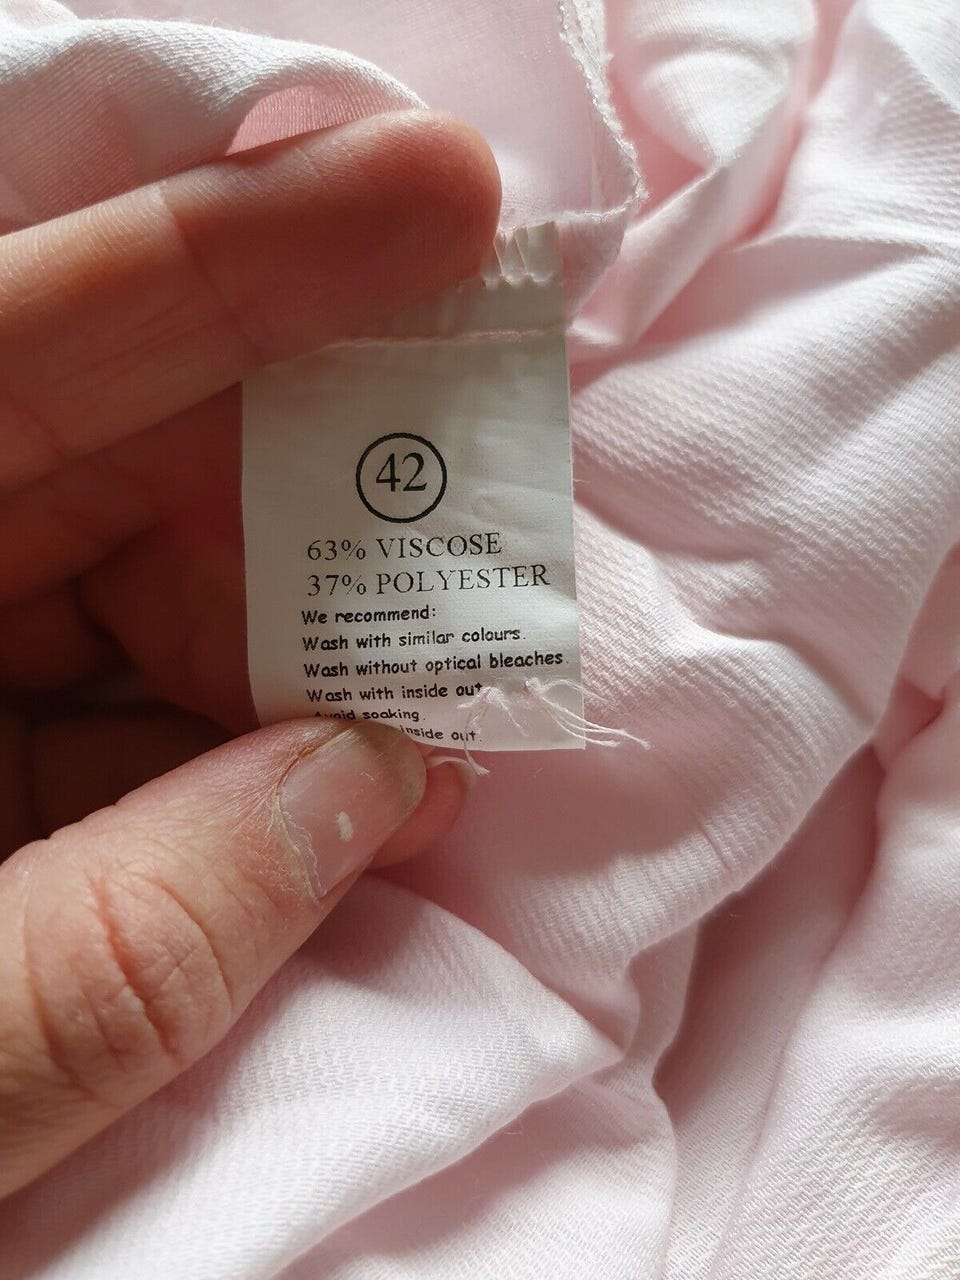 42
63% VISCOSE
37% POLYESTER
We recommend:
Wash with similar colours.
Wash without optical bleaches.
Wash with inside out
Avoid soaking.
inside out.